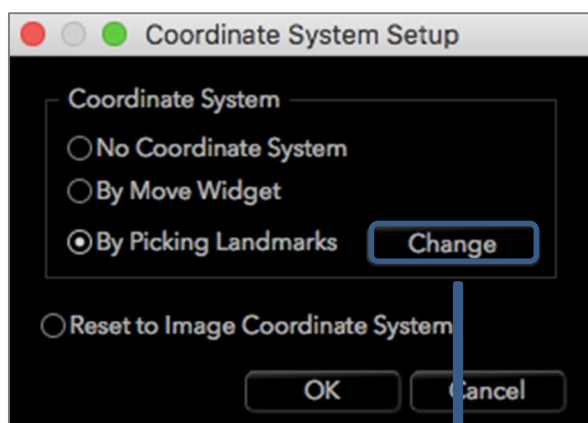 Coordinate System Setup
Coordinate System
No Coordinate System
By Move Widget
By Picking Landmarks Change
Reset to Image Coordinate System
OK Cancel